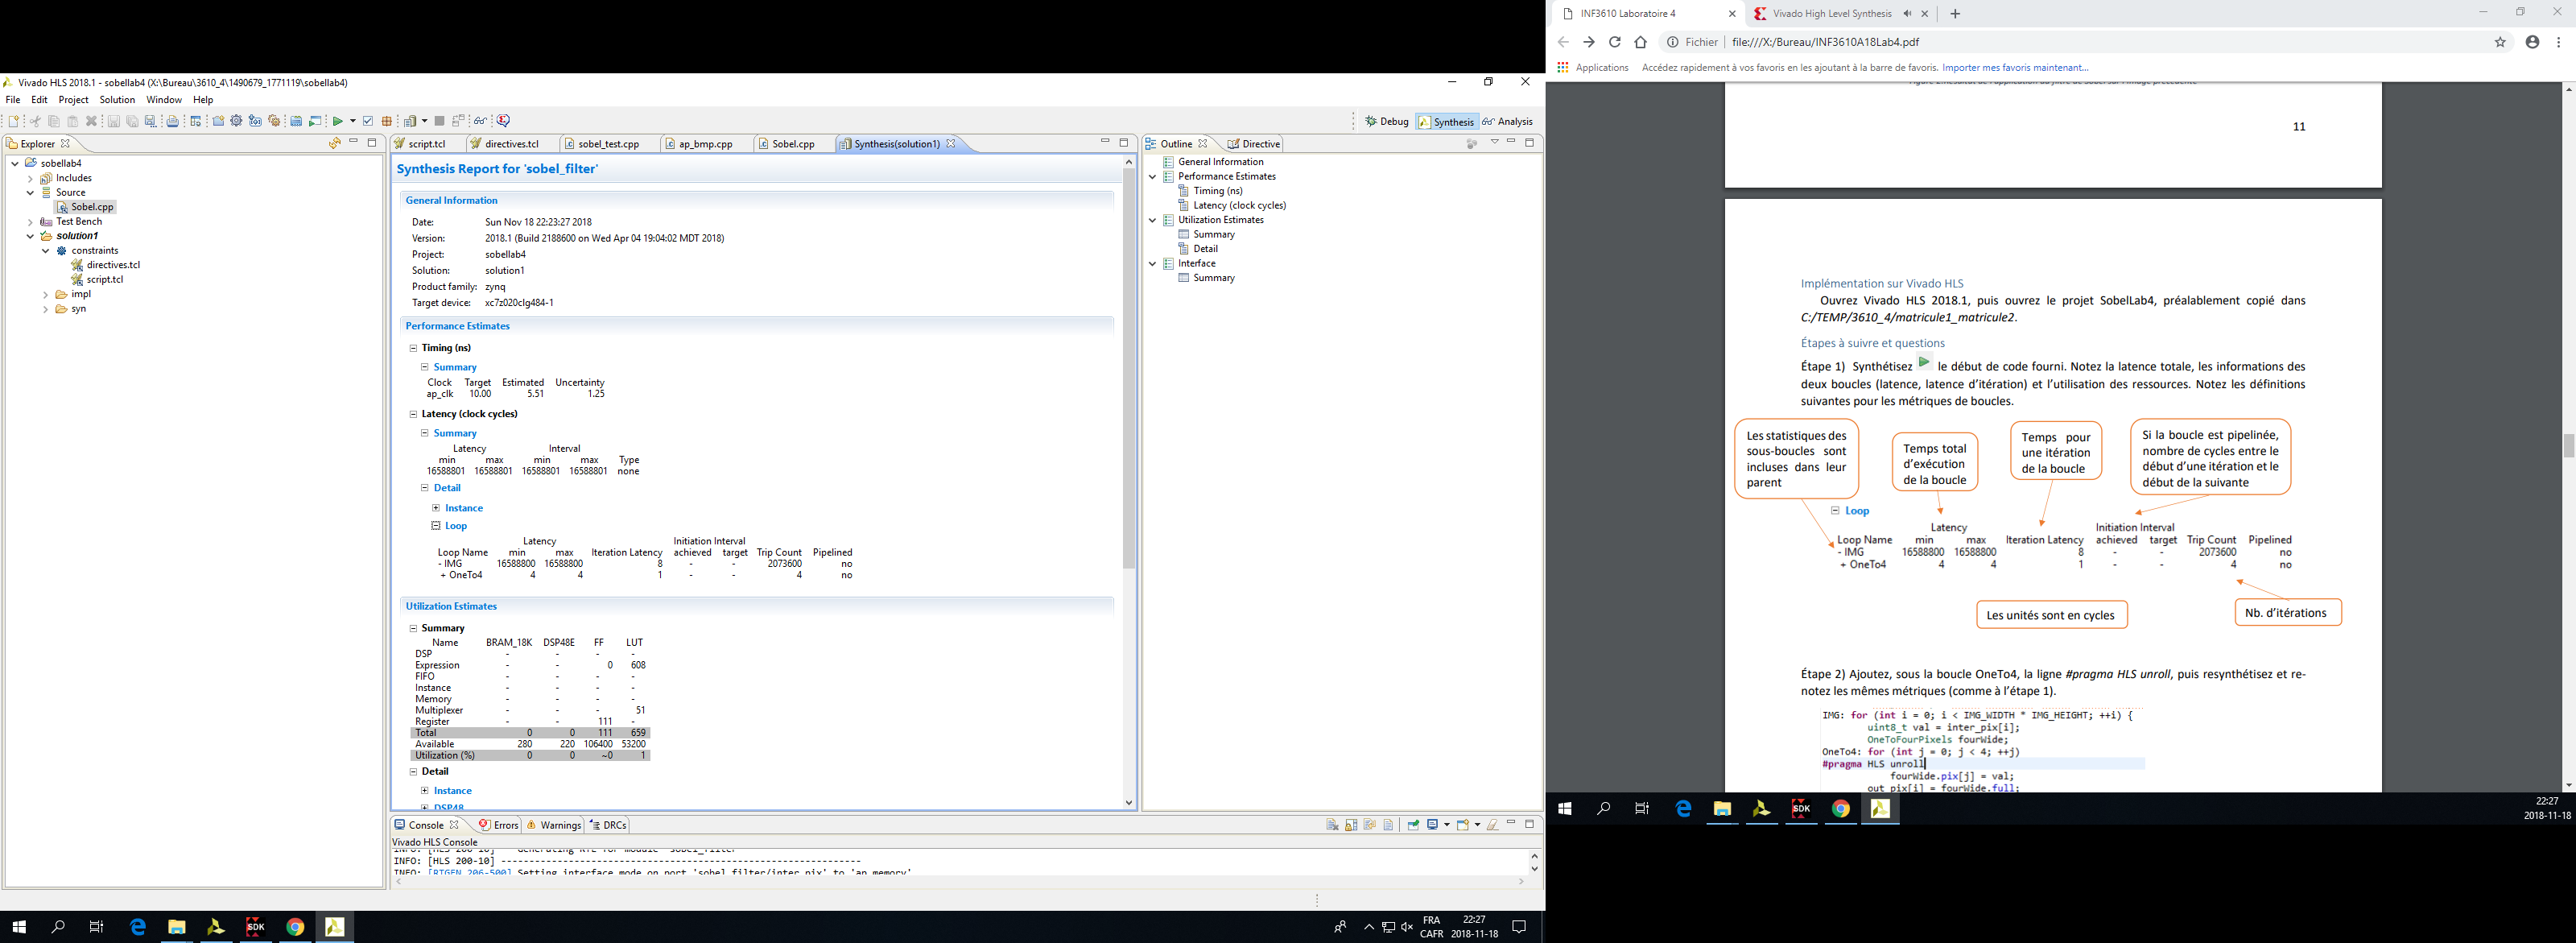 Vivado HLS 2018.1 - sobellab4 (X:\Bureau\3610_4\1490679_1771119\sobellab4)
File Edit Project Solution Window Help
Debug Synthesis Analysis
Explorer
sobellab4
Includes
Source
Sobel.cpp
Test Bench
solution1
constraints
directives.tcl
script.tcl
impl
syn
script.tcl directives.tcl sobel_test.cpp ap_bmp.cpp Sobel.cpp Synthesis(solution1)
Synthesis Report for 'sobel_filter'
General Information
Date: Sun Nov 18 22:23:27 2018
Version: 2018.1 (Build 2188600 on Wed Apr 04 19:04:02 MDT 2018)
Project: sobellab4
Solution: solution1
Product family: zynq
Target device: xc7z020clg484-1
Performance Estimates
Timing (ns)
Summary
Clock Target Estimated Uncertainty
ap_clk 10.00 5.51 1.25
Latency (clock cycles)
Summary
Latency Interval
min max min max Type
16588801 16588801 16588801 16588801 none
Detail
Instance
Loop
Latency Initiation Interval
Loop Name min max Iteration Latency achieved target Trip Count Pipelined
- IMG 16588800 16588800 8 - - 2073600 no
+ OneTo4 4 4 1 - - 4 no
Utilization Estimates
Summary
Name BRAM_18K DSP48E FF LUT
DSP - - - -
Expression - - 0 608
FIFO - - - -
Instance - - - -
Memory - - - -
Multiplexer - - - 51
Register - - 111 -
Total 0 0 111 659
Available 280 220 106400 53200
Utilization (%) 0 0 ~0 1
Detail
Instance
DSP48
Outline Directive
General Information
Performance Estimates
Timing (ns)
Latency (clock cycles)
Utilization Estimates
Summary
Detail
Interface
Summary
Console Errors Warnings DRCs
Vivado HLS Console
INFO: [HLS 200-10] ----------------------------------------------------------------
INFO: [RTGEN 206-500] Setting interface mode on port 'sobel_filter/inter_pix' to 'ap_memory'
SDK
FRA
CAFR
22:27
2018-11-18
INF3610 Laboratoire 4 Vivado High Level Synthesis
Fichier file:///X:/Bureau/INF3610A18Lab4.pdf
Applications Accédez rapidement à vos favoris en les ajoutant à la barre de favoris. Importer mes favoris maintenant...
11
Implémentation sur Vivado HLS
Ouvrez Vivado HLS 2018.1, puis ouvrez le projet SobelLab4, préalablement copié dans
C:/TEMP/3610_4/matricule1_matricule2.
Étapes à suivre et questions
Étape 1) Synthétisez le début de code fourni. Notez la latence totale, les informations des
deux boucles (latence, latence d'itération) et l'utilisation des ressources. Notez les définitions
suivantes pour les métriques de boucles.
Les statistiques des
sous-boucles sont
incluses dans leur
parent
Temps total
d'exécution
de la boucle
Temps pour
une itération
de la boucle
Si la boucle est pipelinée,
nombre de cycles entre le
début d'une itération et le
début de la suivante
Loop
Latency Initiation Interval
Loop Name min max Iteration Latency achieved target Trip Count Pipelined
- IMG 16588800 16588800 8 - - 2073600 no
+ OneTo4 4 4 1 - - 4 no
Les unités sont en cycles
Nb. d'itérations
Étape 2) Ajoutez, sous la boucle OneTo4, la ligne #pragma HLS unroll, puis resynthétisez et re-
notez les mêmes métriques (comme à l'étape 1).
IMG: for (int i = 0; i < IMG_WIDTH * IMG_HEIGHT; ++i) {
uint8_t val = inter_pix[i];
OneToFourPixels fourWide;
OneTo4: for (int j = 0; j < 4; ++j)
#pragma HLS unroll
fourWide.pix[j] = val;
out_pix[i] = fourWide.full;
SDK
22:27
2018-11-18